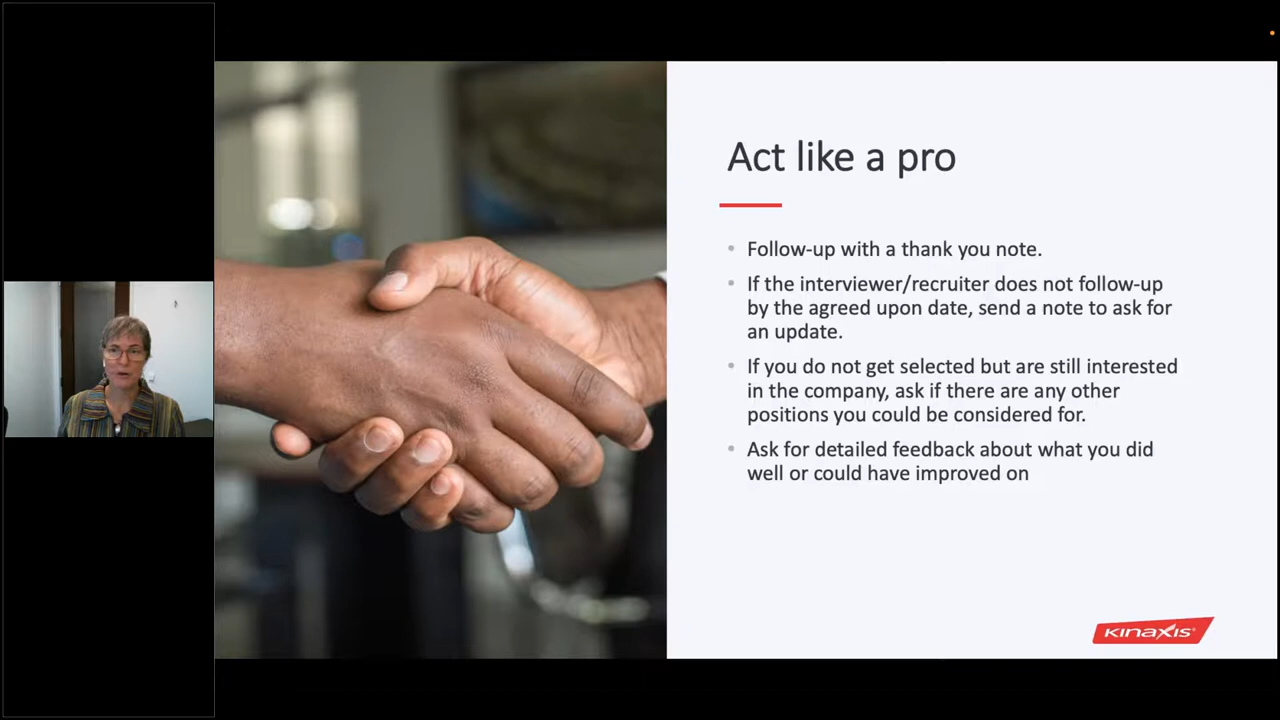 Act like a pro
• Follow-up with a thank you note.
• If the interviewer/recruiter does not follow-up
by the agreed upon date, send a note to ask for
an update.
• If you do not get selected but are still interested
in the company, ask if there are any other
positions you could be considered for.
• Ask for detailed feedback about what you did
well or could have improved on
KINAXIS®